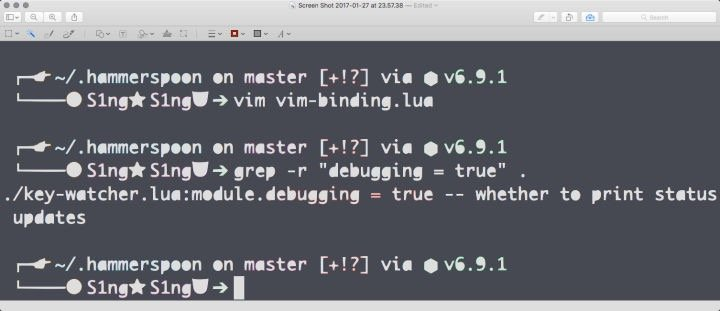 Screen Shot 2017-01-27 at 23.57.38 — Edited
Search
~/.hammerspoon on master [+!?] via ⬢ v6.9.1
S1ng★S1ng ➔ vim vim-binding.lua
~/.hammerspoon on master [+!?] via ⬢ v6.9.1
S1ng★S1ng ➔ grep -r "debugging = true" .
./key-watcher.lua:module.debugging = true -- whether to print status
updates
~/.hammerspoon on master [+!?] via ⬢ v6.9.1
S1ng★S1ng ➔